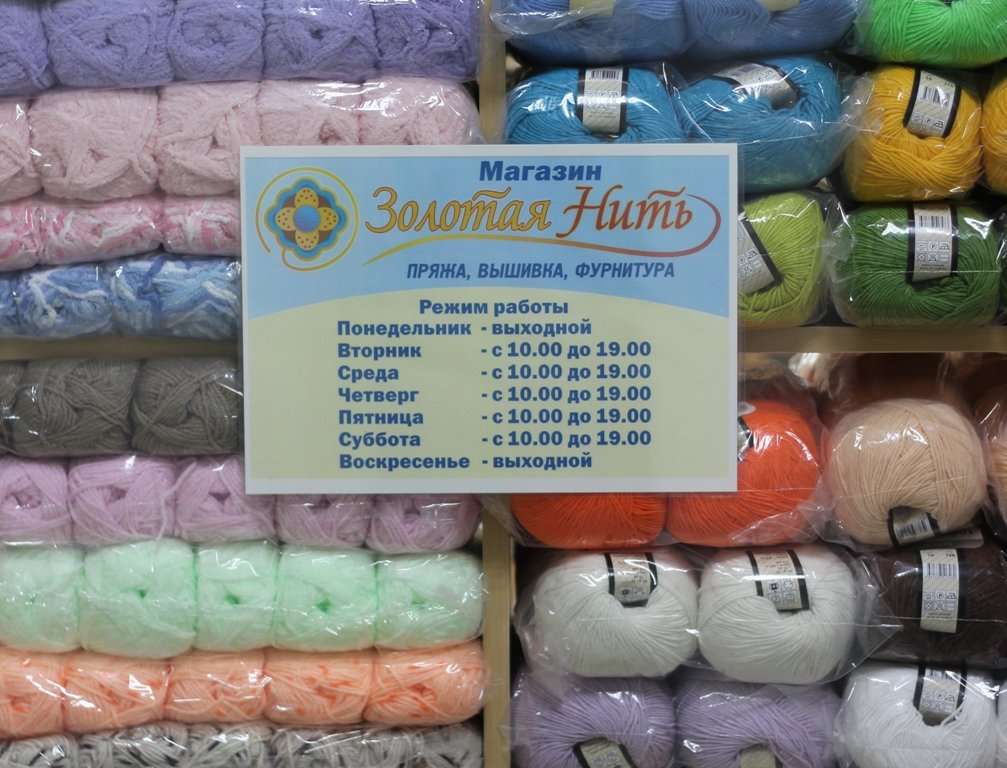 Магазин
Золотая Нить
ПРЯЖА, ВЫШИВКА, ФУРНИТУРА
Режим работы
Понедельник - выходной
Вторник - с 10.00 до 19.00
Среда - с 10.00 до 19.00
Четверг - с 10.00 до 19.00
Пятница - с 10.00 до 19.00
Суббота - с 10.00 до 19.00
Воскресенье - выходной